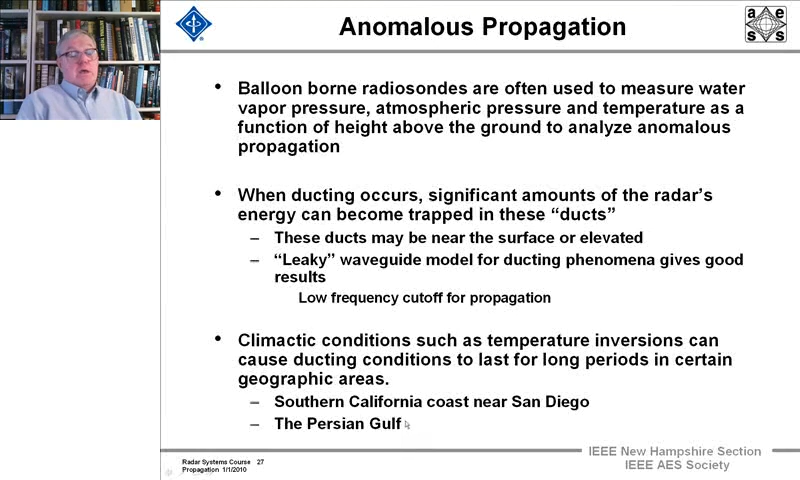 Anomalous Propagation
a e
s s
• Balloon borne radiosondes are often used to measure water
vapor pressure, atmospheric pressure and temperature as a
function of height above the ground to analyze anomalous
propagation
• When ducting occurs, significant amounts of the radar's
energy can become trapped in these “ducts”
– These ducts may be near the surface or elevated
– “Leaky” waveguide model for ducting phenomena gives good
results
Low frequency cutoff for propagation
• Climactic conditions such as temperature inversions can
cause ducting conditions to last for long periods in certain
geographic areas.
– Southern California coast near San Diego
– The Persian Gulf
Radar Systems Course 27
Propagation 1/1/2010
IEEE New Hampshire Section
IEEE AES Society